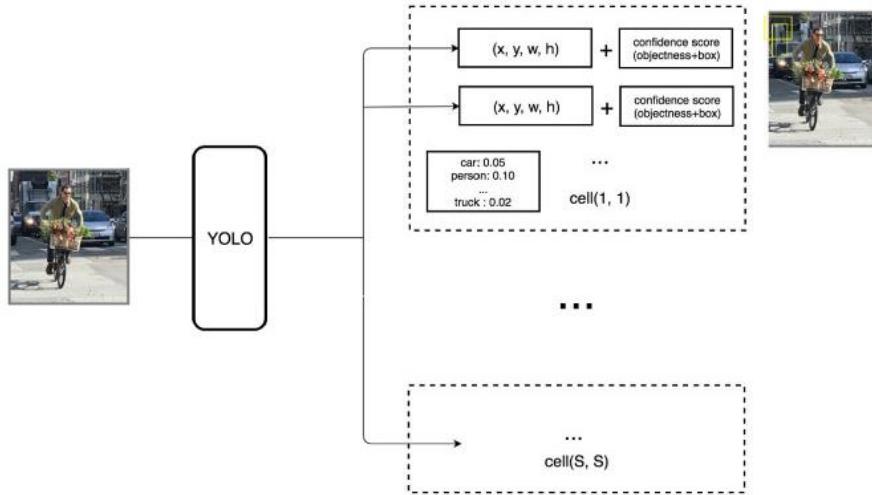 (x, y, w, h)
+
confidence score
(objectness+box)
(x, y, w, h)
+
confidence score
(objectness+box)
car: 0.05
person: 0.10
...
truck : 0.02
...
cell(1, 1)
YOLO
...
...
cell(S, S)